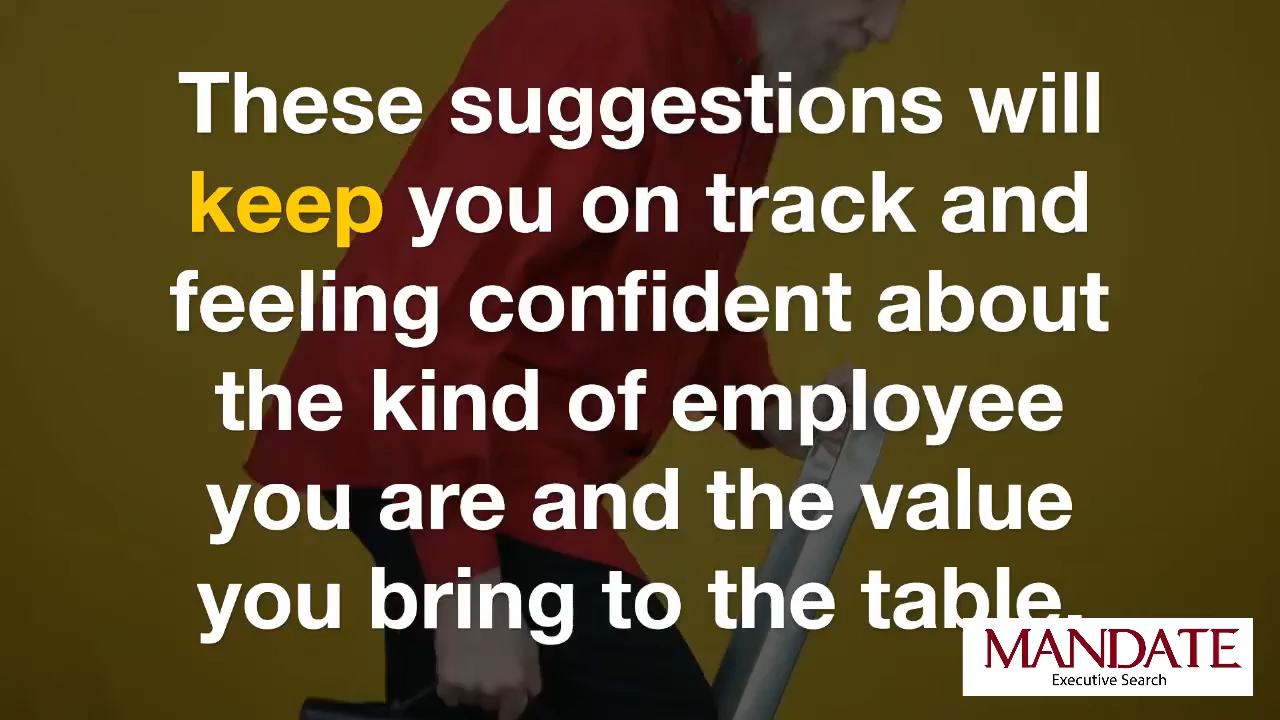 These suggestions will
keep you on track and
feeling confident about
the kind of employee
you are and the value
you bring to the table.
MANDATE
Executive Search